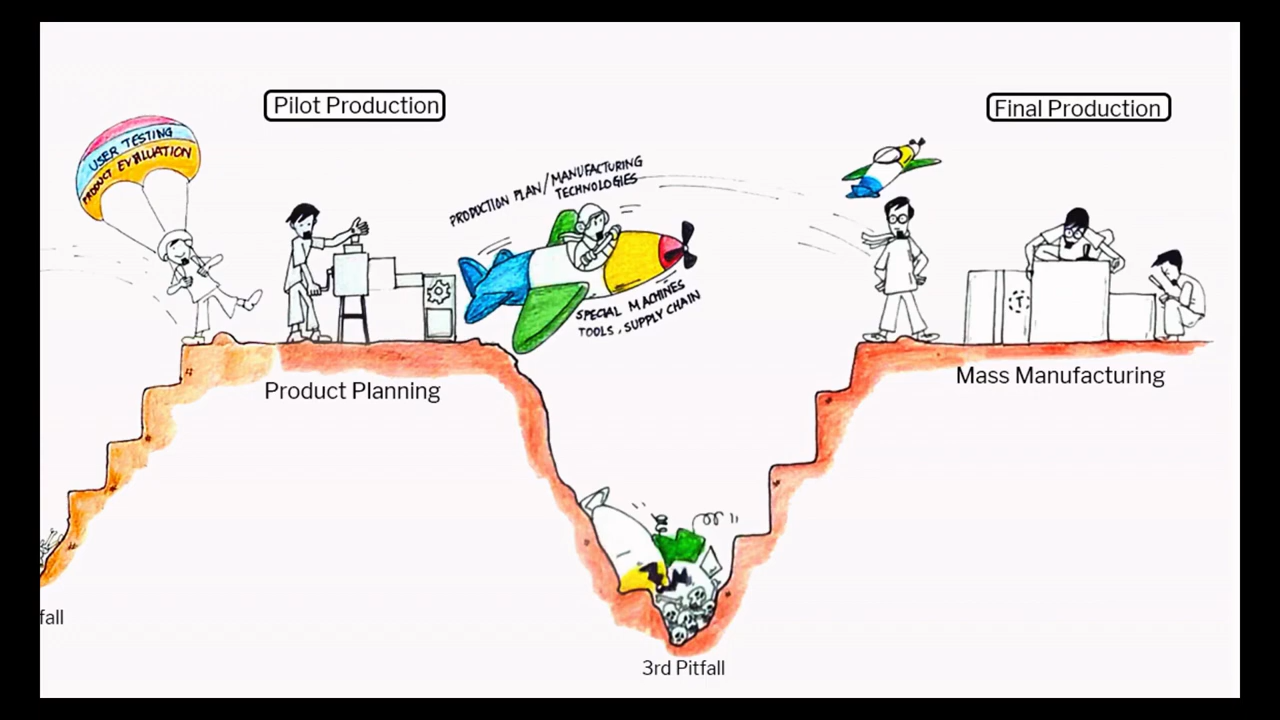 Pilot Production
Final Production
USER TESTING
PRODUCT EVALUATION
PRODUCTION PLAN/MANUFACTURING
TECHNOLOGIES
SPECIAL MACHINES
TOOLS, SUPPLY CHAIN
Product Planning
Mass Manufacturing
fall
3rd Pitfall